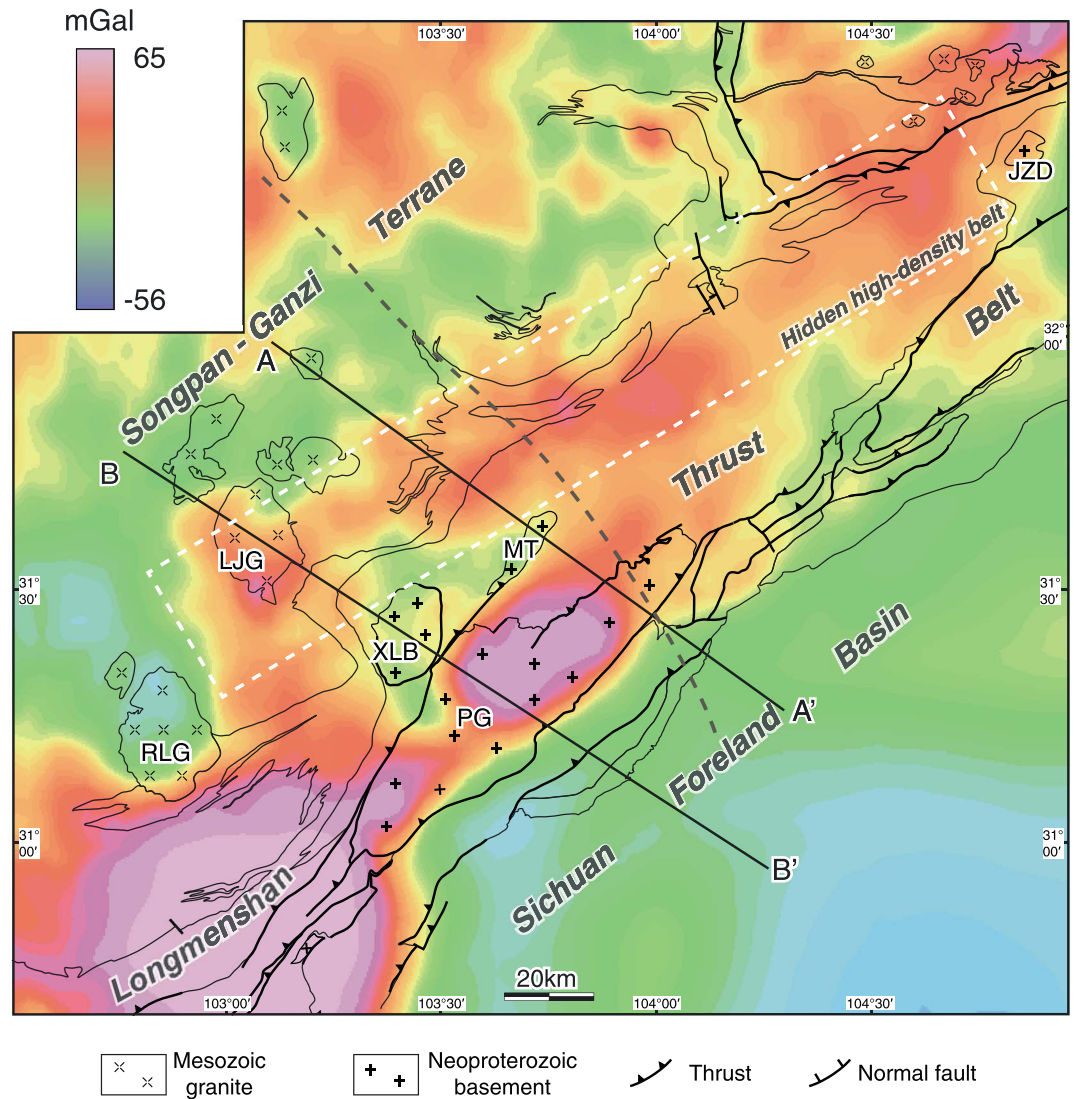 mGal
65
-56
103°30′
104°00′
104°30′
JZD
Terrane
Hidden high-density belt
Belt
Songpan - Ganzi
A
32°
00′
B
Thrust
MT
LJG
31°
30′
31°
30′
XLB
Basin
PG
A’
RLG
Foreland
31°
00′
31°
00′
B’
Sichuan
Longmenshan
20km
103°00′
103°30′
104°00′
104°30′
Mesozoic
granite
Neoproterozoic
basement
Thrust
Normal fault